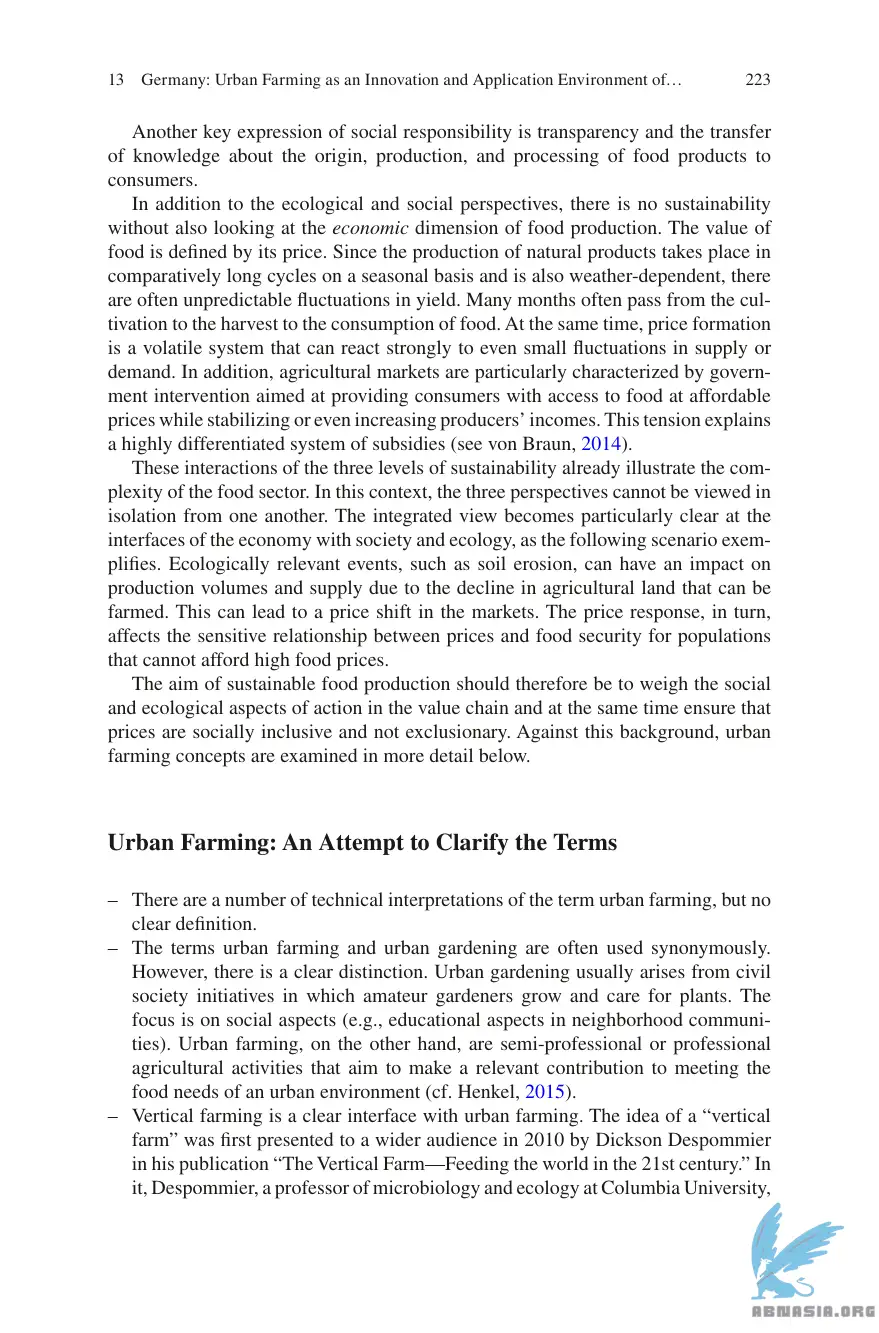 13 Germany: Urban Farming as an Innovation and Application Environment of… 223
Another key expression of social responsibility is transparency and the transfer
of knowledge about the origin, production, and processing of food products to
consumers.
In addition to the ecological and social perspectives, there is no sustainability
without also looking at the economic dimension of food production. The value of
food is defined by its price. Since the production of natural products takes place in
comparatively long cycles on a seasonal basis and is also weather-dependent, there
are often unpredictable fluctuations in yield. Many months often pass from the cul-
tivation to the harvest to the consumption of food. At the same time, price formation
is a volatile system that can react strongly to even small fluctuations in supply or
demand. In addition, agricultural markets are particularly characterized by govern-
ment intervention aimed at providing consumers with access to food at affordable
prices while stabilizing or even increasing producers’ incomes. This tension explains
a highly differentiated system of subsidies (see von Braun, 2014).
These interactions of the three levels of sustainability already illustrate the com-
plexity of the food sector. In this context, the three perspectives cannot be viewed in
isolation from one another. The integrated view becomes particularly clear at the
interfaces of the economy with society and ecology, as the following scenario exem-
plifies. Ecologically relevant events, such as soil erosion, can have an impact on
production volumes and supply due to the decline in agricultural land that can be
farmed. This can lead to a price shift in the markets. The price response, in turn,
affects the sensitive relationship between prices and food security for populations
that cannot afford high food prices.
The aim of sustainable food production should therefore be to weigh the social
and ecological aspects of action in the value chain and at the same time ensure that
prices are socially inclusive and not exclusionary. Against this background, urban
farming concepts are examined in more detail below.
Urban Farming: An Attempt to Clarify the Terms
– There are a number of technical interpretations of the term urban farming, but no
clear definition.
– The terms urban farming and urban gardening are often used synonymously.
However, there is a clear distinction. Urban gardening usually arises from civil
society initiatives in which amateur gardeners grow and care for plants. The
focus is on social aspects (e.g., educational aspects in neighborhood communi-
ties). Urban farming, on the other hand, are semi-professional or professional
agricultural activities that aim to make a relevant contribution to meeting the
food needs of an urban environment (cf. Henkel, 2015).
– Vertical farming is a clear interface with urban farming. The idea of a “vertical
farm” was first presented to a wider audience in 2010 by Dickson Despommier
in his publication “The Vertical Farm—Feeding the world in the 21st century.” In
it, Despommier, a professor of microbiology and ecology at Columbia University,
ABNASIA.ORG